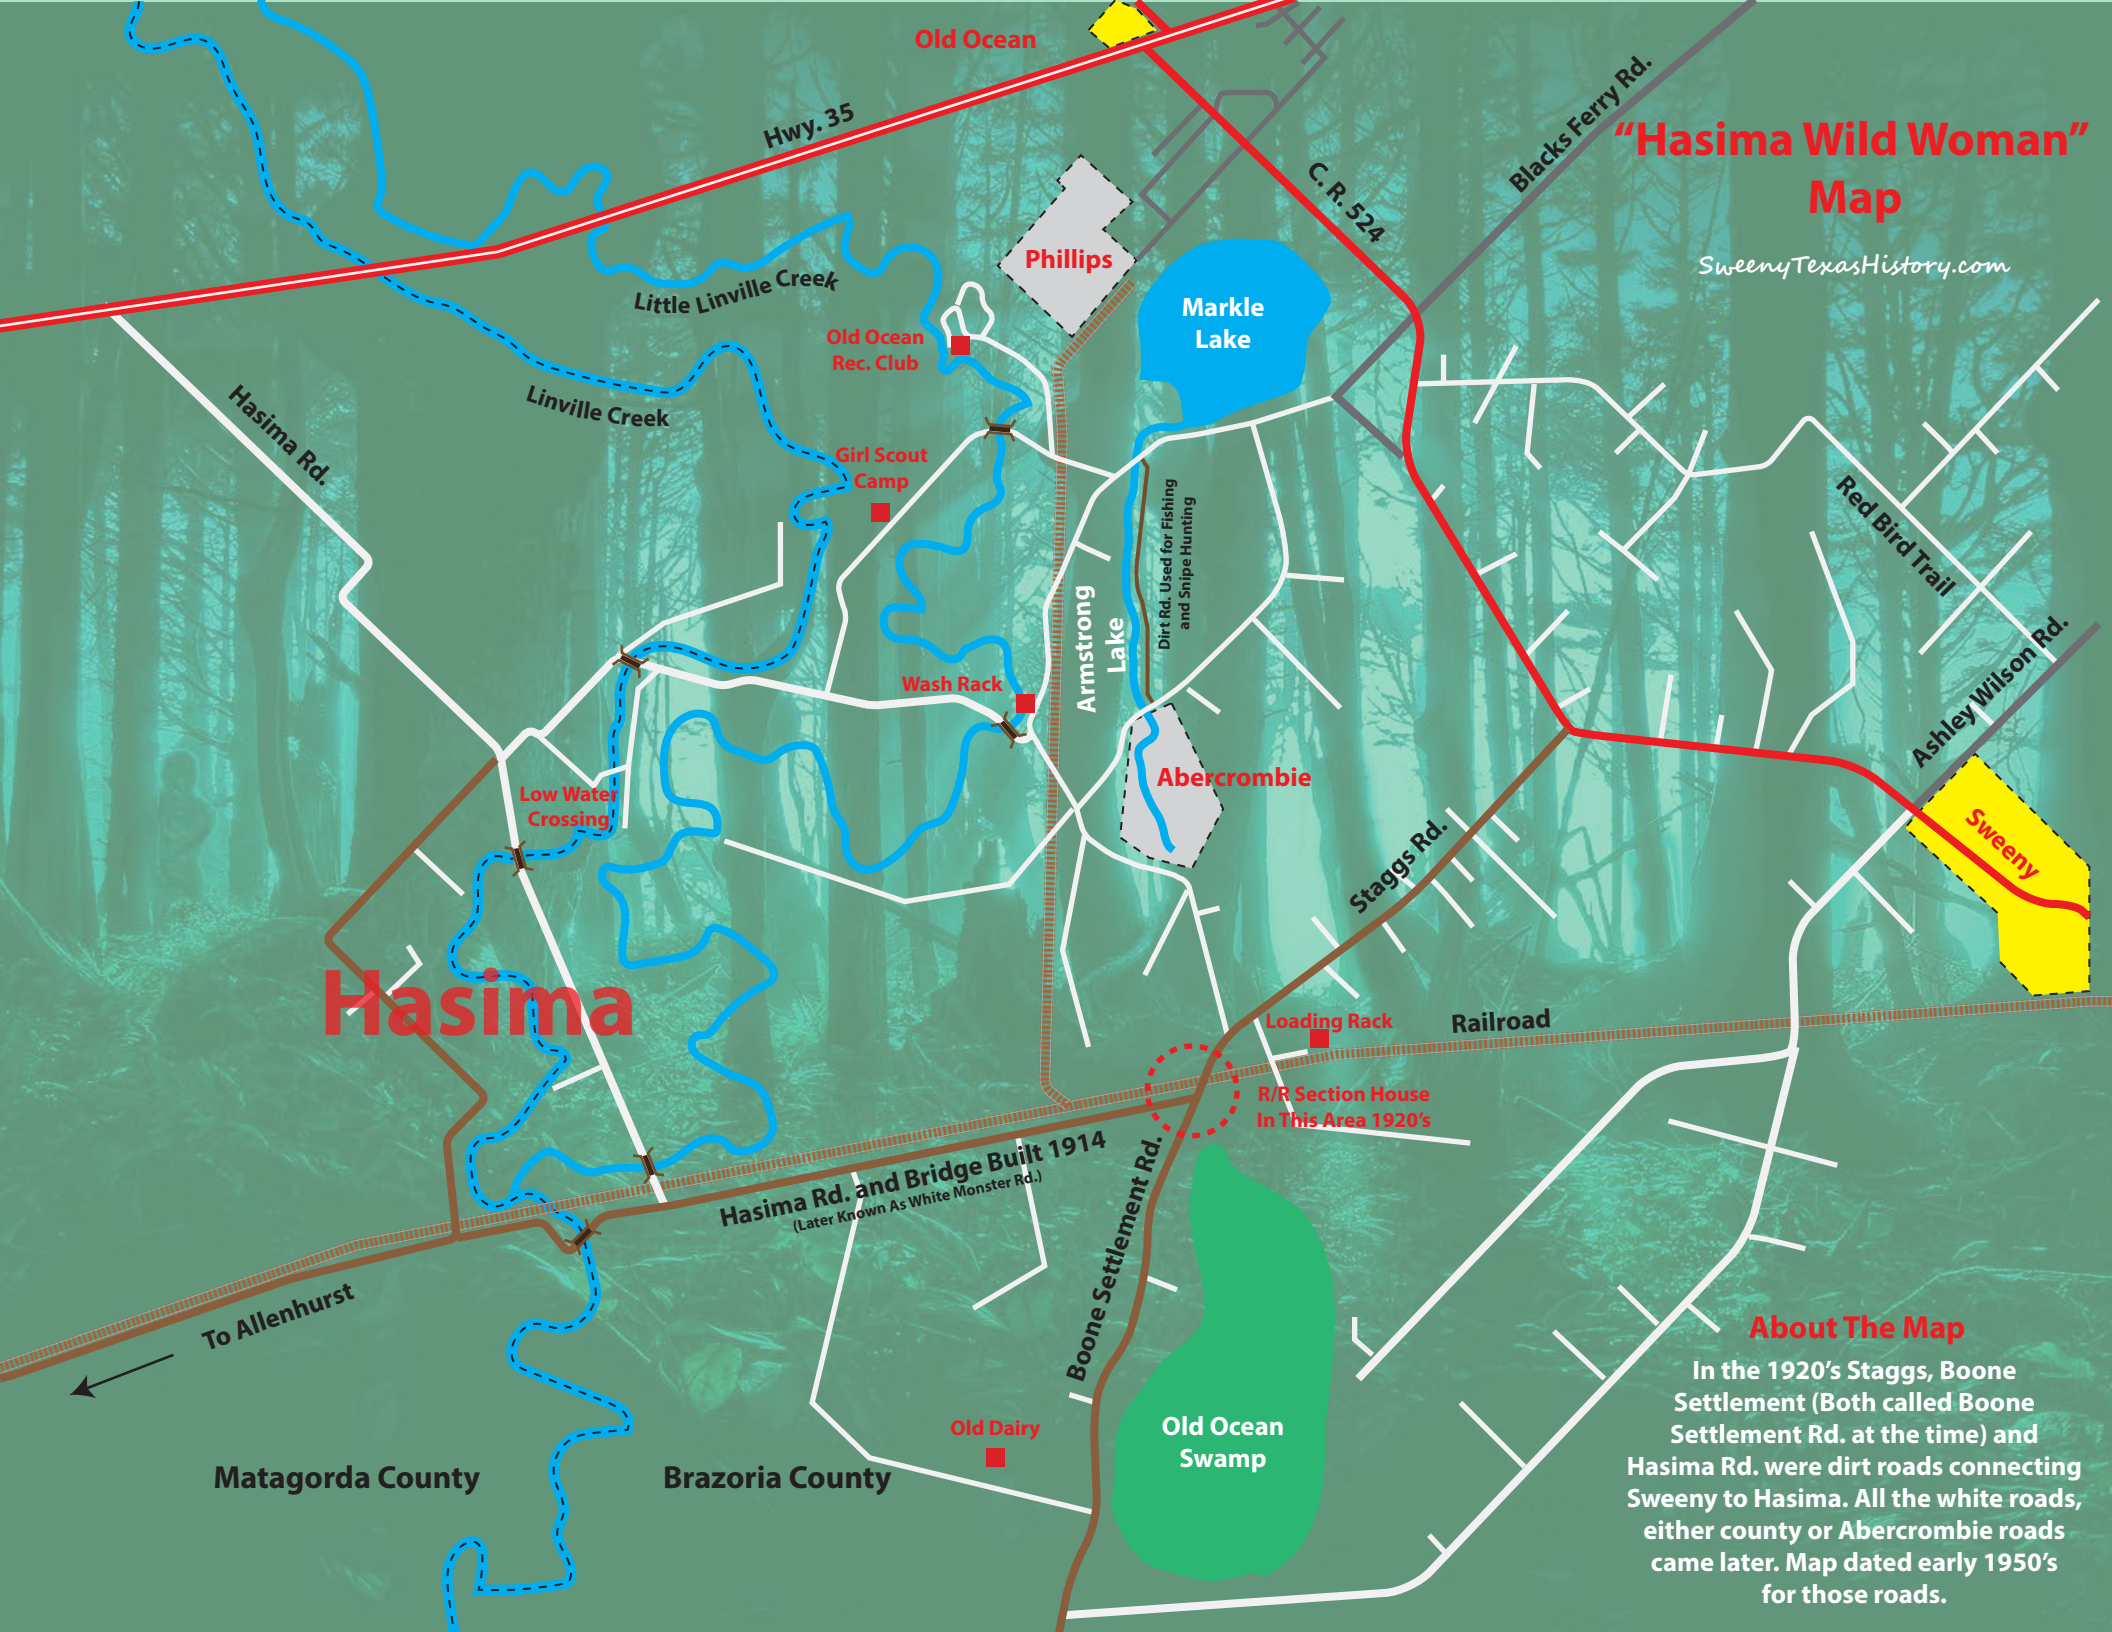 Old Ocean
Hwy. 35
Blacks Ferry Rd.
“Hasima Wild Woman”
Map
SweenyTexasHistory.com
C. R. 524
Phillips
Little Linville Creek
Markle
Lake
Old Ocean
Rec. Club
Linville Creek
Hasima Rd.
Girl Scout
Camp
Dirt Rd. Used for Fishing
and Snipe Hunting
Red Bird Trail
Armstrong
Lake
Wash Rack
Ashley Wilson Rd.
Abercrombie
Low Water
Crossing
Staggs Rd.
Sweeny
Hasima
Loading Rack
Railroad
R/R Section House
In This Area 1920’s
Hasima Rd. and Bridge Built 1914
(Later Known As White Monster Rd.)
Boone Settlement Rd.
To Allenhurst
Old Dairy
Old Ocean
Swamp
Matagorda County
Brazoria County
About The Map
In the 1920’s Staggs, Boone
Settlement (Both called Boone
Settlement Rd. at the time) and
Hasima Rd. were dirt roads connecting
Sweeny to Hasima. All the white roads,
either county or Abercrombie roads
came later. Map dated early 1950’s
for those roads.